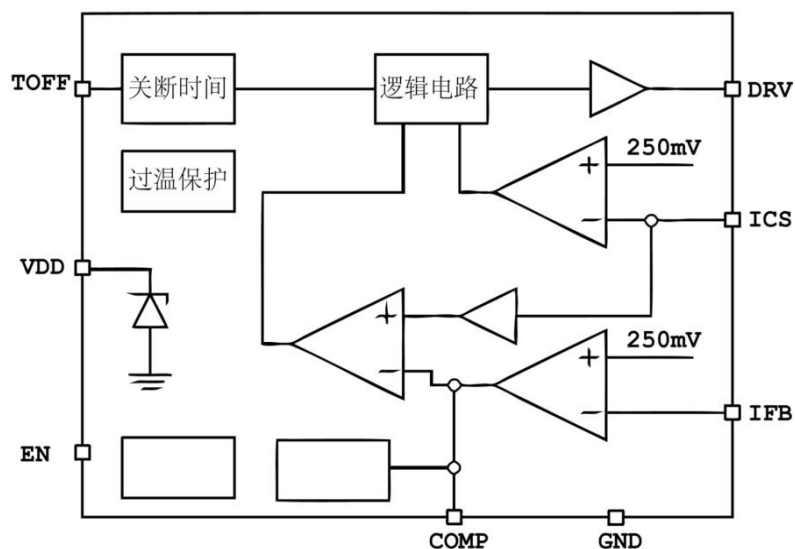 TOFF
关断时间
逻辑电路
DRV
250mV
过温保护
ICS
VDD
250mV
IFB
EN
COMP
GND